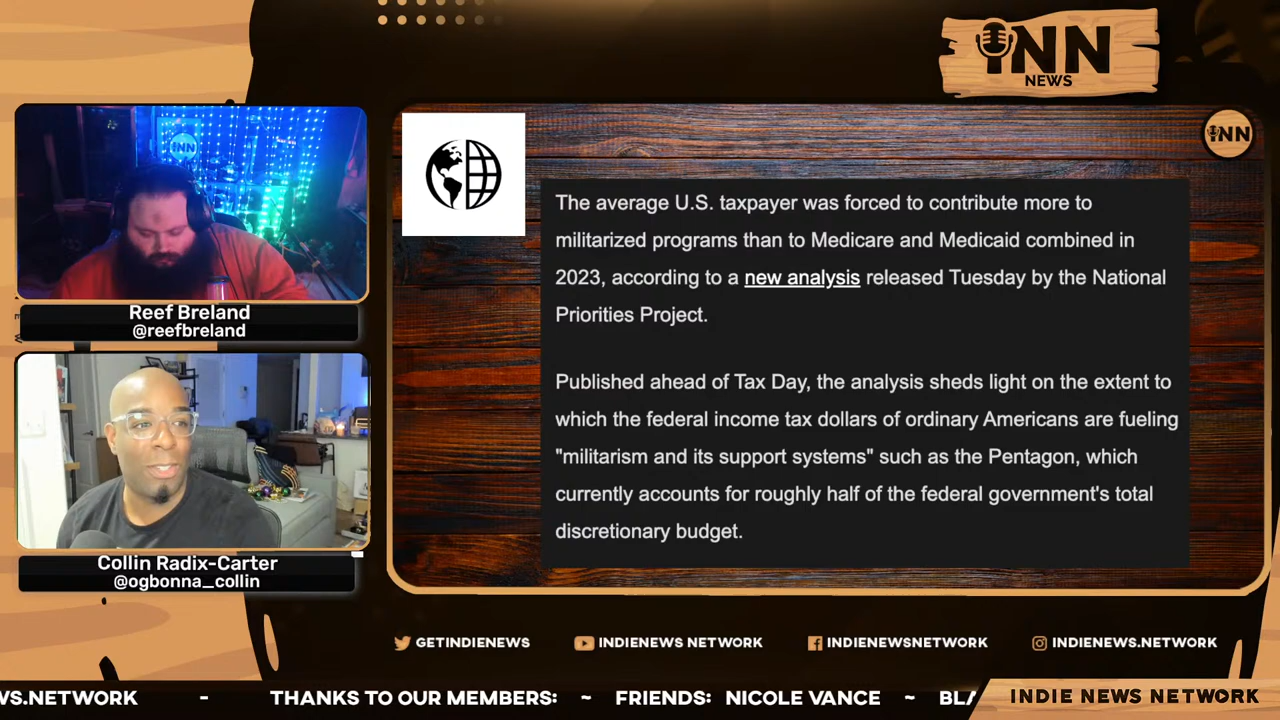 iNN
NEWS
iNN
INN
The average U.S. taxpayer was forced to contribute more to
militarized programs than to Medicare and Medicaid combined in
2023, according to a new analysis released Tuesday by the National
Priorities Project.
Published ahead of Tax Day, the analysis sheds light on the extent to
which the federal income tax dollars of ordinary Americans are fueling
"militarism and its support systems" such as the Pentagon, which
currently accounts for roughly half of the federal government's total
discretionary budget.
Reef Breland
@reefbreland
Collin Radix-Carter
@ogbonna_collin
GETINDIENEWS
INDIENEWS NETWORK
INDIENEWSNETWORK
INDIENEWS.NETWORK
WS.NETWORK - THANKS TO OUR MEMBERS: ~ FRIENDS: NICOLE VANCE ~ BLA
INDIE NEWS NETWORK